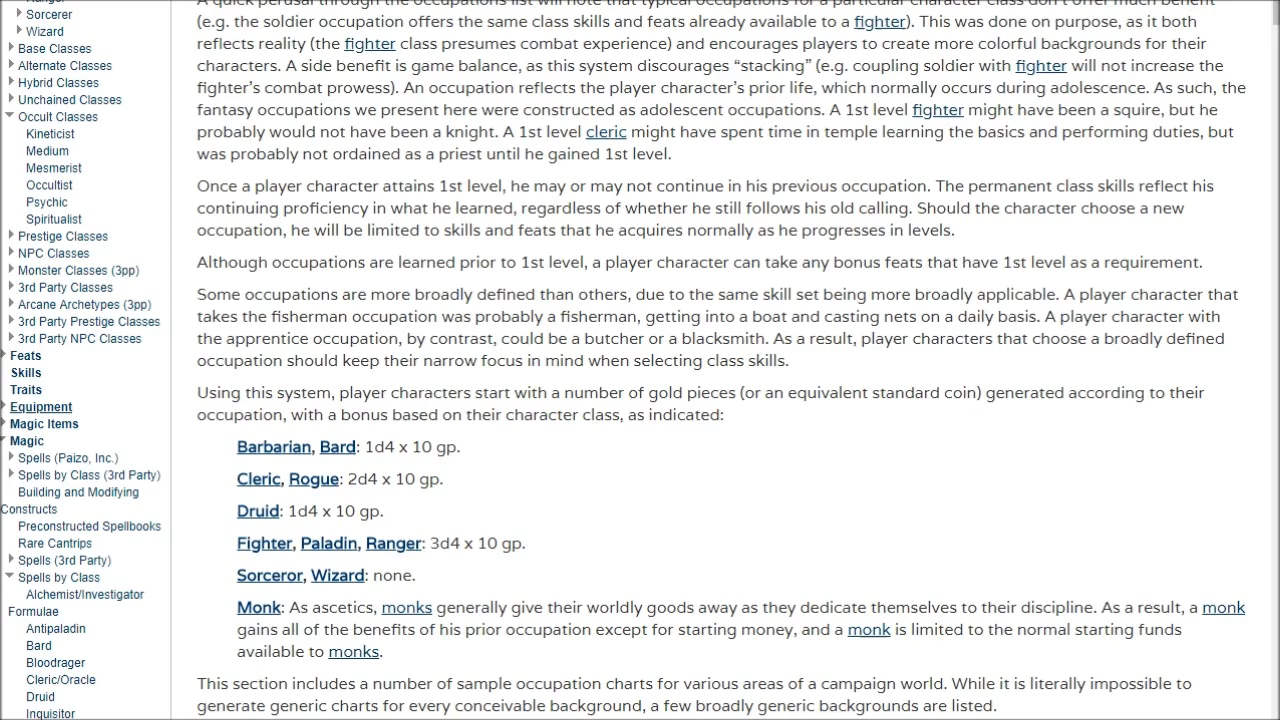 Sorcerer
Wizard
Base Classes
Alternate Classes
Hybrid Classes
Unchained Classes
Occult Classes
Kineticist
Medium
Mesmerist
Occultist
Psychic
Spiritualist
Prestige Classes
NPC Classes
Monster Classes (3pp)
3rd Party Classes
Arcane Archetypes (3pp)
3rd Party Prestige Classes
3rd Party NPC Classes
Feats
Skills
Traits
Equipment
Magic Items
Magic
Spells (Paizo, Inc.)
Spells by Class (3rd Party)
Building and Modifying
Constructs
Preconstructed Spellbooks
Rare Cantrips
Spells (3rd Party)
Spells by Class
Alchemist/Investigator
Formulae
Antipaladin
Bard
Bloodrager
Cleric/Oracle
Druid
Inquisitor
A quick perusal through the occupations list will note that typical occupations for a particular character class don't offer much benefit
(e.g. the soldier occupation offers the same class skills and feats already available to a fighter). This was done on purpose, as it both
reflects reality (the fighter class presumes combat experience) and encourages players to create more colorful backgrounds for their
characters. A side benefit is game balance, as this system discourages “stacking” (e.g. coupling soldier with fighter will not increase the
fighter's combat prowess). An occupation reflects the player character's prior life, which normally occurs during adolescence. As such, the
fantasy occupations we present here were constructed as adolescent occupations. A 1st level fighter might have been a squire, but he
probably would not have been a knight. A 1st level cleric might have spent time in temple learning the basics and performing duties, but
was probably not ordained as a priest until he gained 1st level.
Once a player character attains 1st level, he may or may not continue in his previous occupation. The permanent class skills reflect his
continuing proficiency in what he learned, regardless of whether he still follows his old calling. Should the character choose a new
occupation, he will be limited to skills and feats that he acquires normally as he progresses in levels.
Although occupations are learned prior to 1st level, a player character can take any bonus feats that have 1st level as a requirement.
Some occupations are more broadly defined than others, due to the same skill set being more broadly applicable. A player character that
takes the fisherman occupation was probably a fisherman, getting into a boat and casting nets on a daily basis. A player character with
the apprentice occupation, by contrast, could be a butcher or a blacksmith. As a result, player characters that choose a broadly defined
occupation should keep their narrow focus in mind when selecting class skills.
Using this system, player characters start with a number of gold pieces (or an equivalent standard coin) generated according to their
occupation, with a bonus based on their character class, as indicated:
Barbarian, Bard: 1d4 x 10 gp.
Cleric, Rogue: 2d4 x 10 gp.
Druid: 1d4 x 10 gp.
Fighter, Paladin, Ranger: 3d4 x 10 gp.
Sorceror, Wizard: none.
Monk: As ascetics, monks generally give their worldly goods away as they dedicate themselves to their discipline. As a result, a monk
gains all of the benefits of his prior occupation except for starting money, and a monk is limited to the normal starting funds
available to monks.
This section includes a number of sample occupation charts for various areas of a campaign world. While it is literally impossible to
generate generic charts for every conceivable background, a few broadly generic backgrounds are listed.